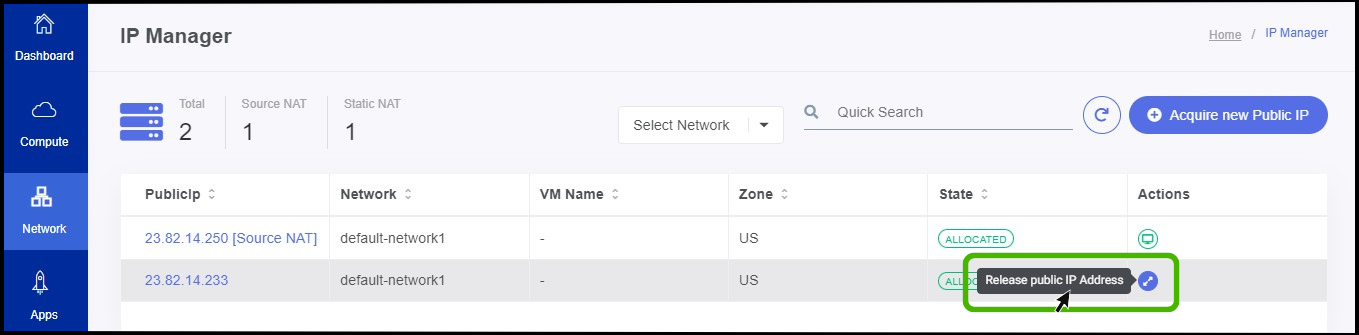 Dashboard
Compute
Network
Apps
IP Manager
Home / IP Manager
Total
2
Source NAT
1
Static NAT
1
Select Network
Quick Search
Acquire new Public IP
PublicIp Network VM Name Zone State Actions
23.82.14.250 [Source NAT] default-network1 - US ALLOCATED
23.82.14.233 default-network1 - US ALLOC
Release public IP Address